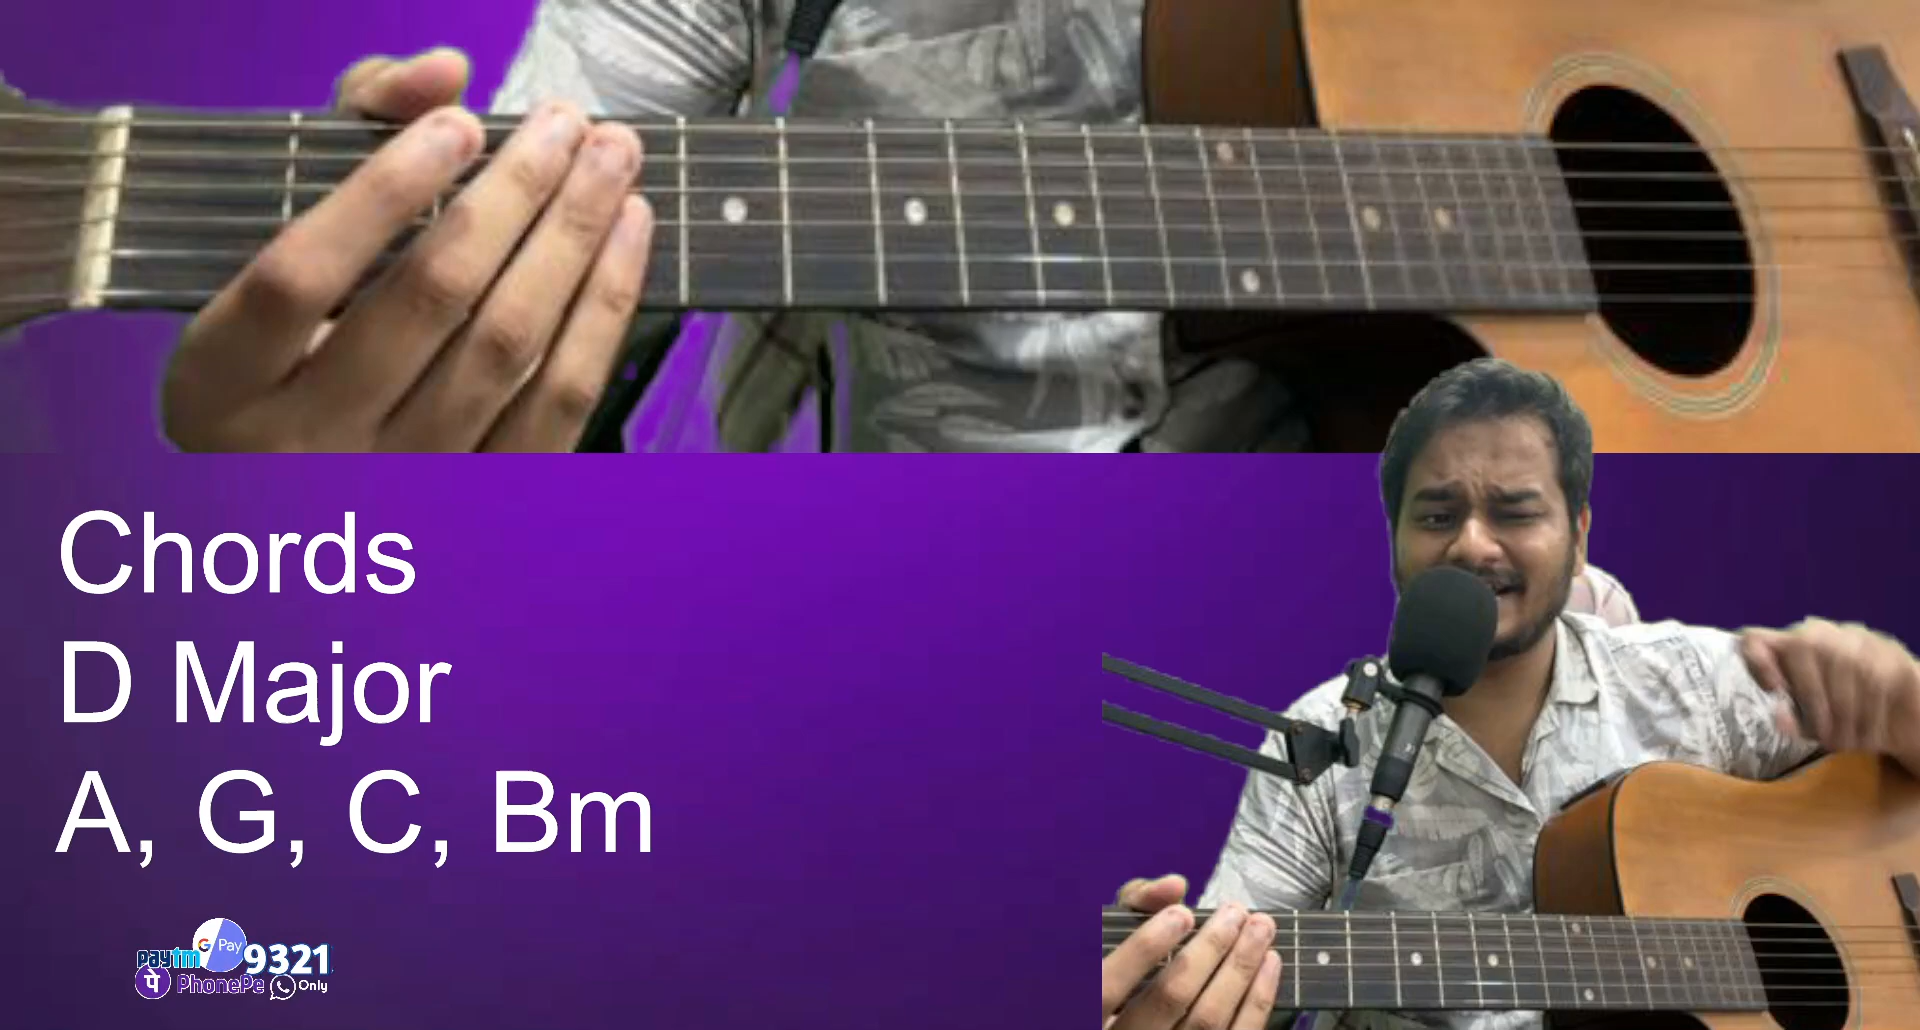 Chords
D Major
A, G, C, Bm
paytm G Pay 9321
पे PhonePe Only